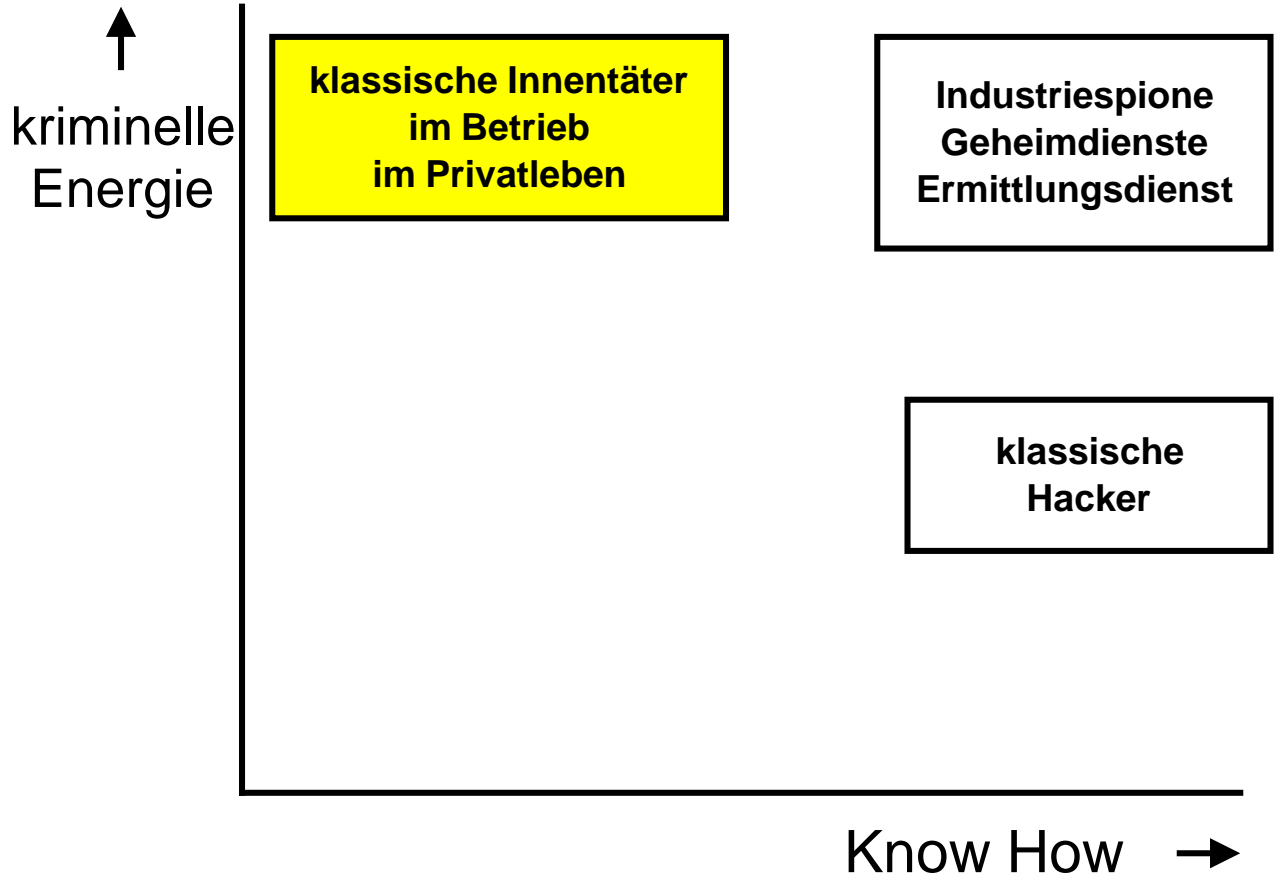 kriminelle
Energie
klassische Innentäter
im Betrieb
im Privatleben
Industriespione
Geheimdienste
Ermittlungsdienst
klassische
Hacker
Know How